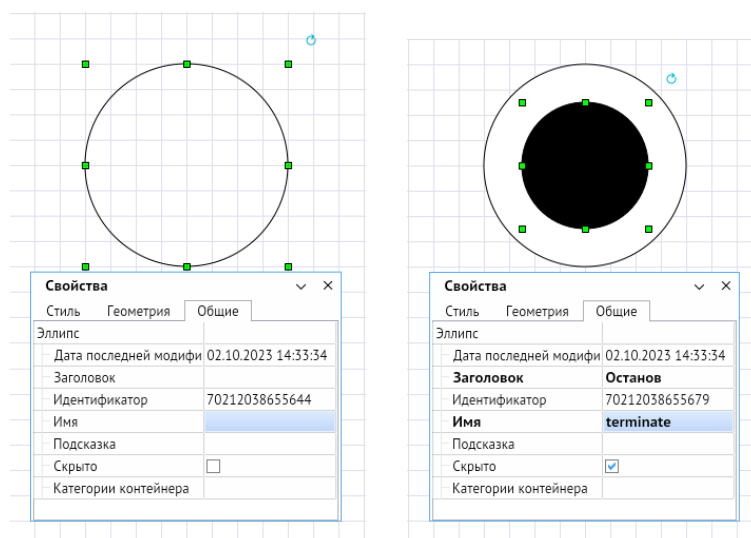 Свойства
Стиль Геометрия Общие
Эллипс
Дата последней модифи 02.10.2023 14:33:34
Заголовок
Идентификатор 70212038655644
Имя
Подсказка
Скрыто
Категории контейнера
Свойства
Стиль Геометрия Общие
Эллипс
Дата последней модифи 02.10.2023 14:33:34
Заголовок Останов
Идентификатор 70212038655679
Имя terminate
Подсказка
Скрыто
Категории контейнера